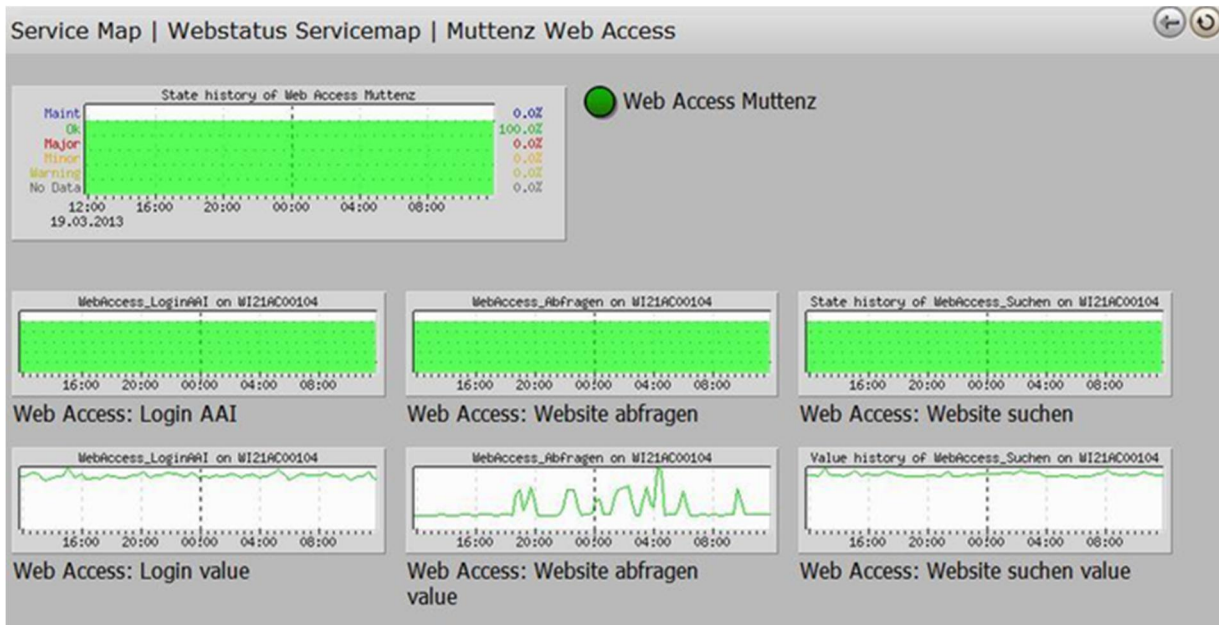 Service Map | Webstatus Servicemap | Muttenz Web Access
State history of Web Access Muttenz
Maint 0.0%
Ok 100.0%
Major 0.0%
Minor 0.0%
Warning 0.0%
No Data 0.0%
12:00 16:00 20:00 00:00 04:00 08:00
19.03.2013
Web Access Muttenz
WebAccess_LoginAAI on WI21AC00104
16:00 20:00 00:00 04:00 08:00
Web Access: Login AAI
WebAccess_Abfragen on WI21AC00104
16:00 20:00 00:00 04:00 08:00
Web Access: Website abfragen
State history of WebAccess_Suchen on WI21AC00104
16:00 20:00 00:00 04:00 08:00
Web Access: Website suchen
WebAccess_LoginAAI on WI21AC00104
16:00 20:00 00:00 04:00 08:00
Web Access: Login value
WebAccess_Abfragen on WI21AC00104
16:00 20:00 00:00 04:00 08:00
Web Access: Website abfragen
value
Value history of WebAccess_Suchen on WI21AC00104
16:00 20:00 00:00 04:00 08:00
Web Access: Website suchen value